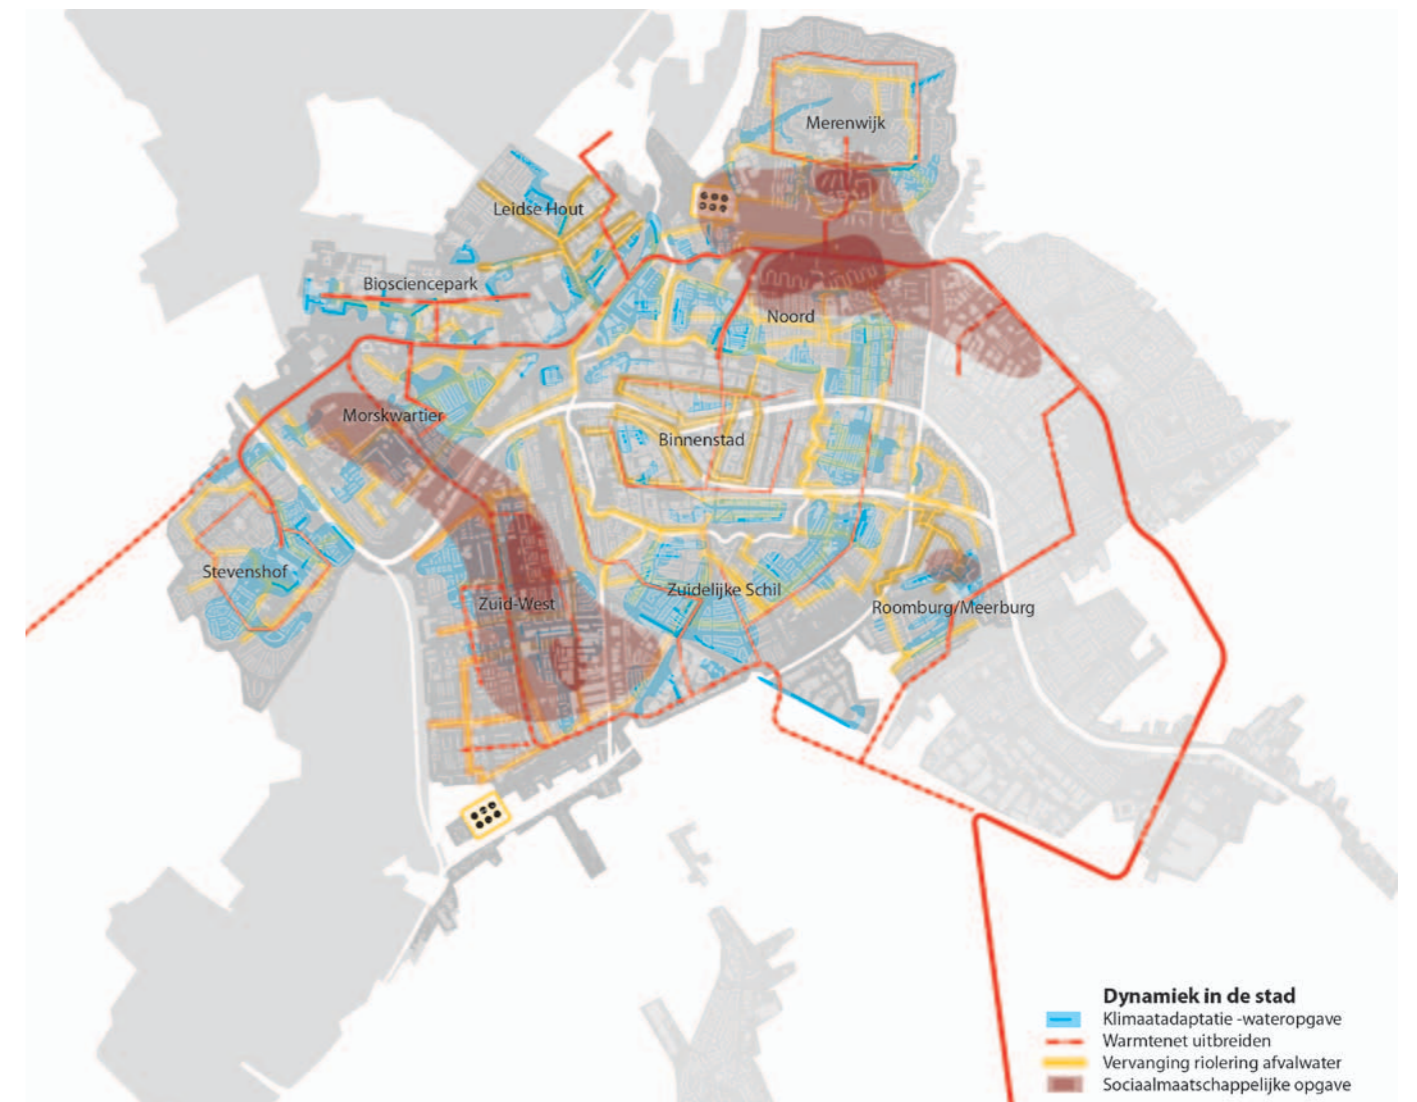 Merenwijk
Leidse Hout
Biosciencepark
Noord
Morskwartier
Binnenstad
Stevenshof
Zuid-West
Zuidelijke Schil
Roomburg/Meerburg
Dynamiek in de stad
Klimaatadaptatie -wateropgave
Warmtenet uitbreiden
Vervanging riolering afvalwater
Sociaalmaatschappelijke opgave